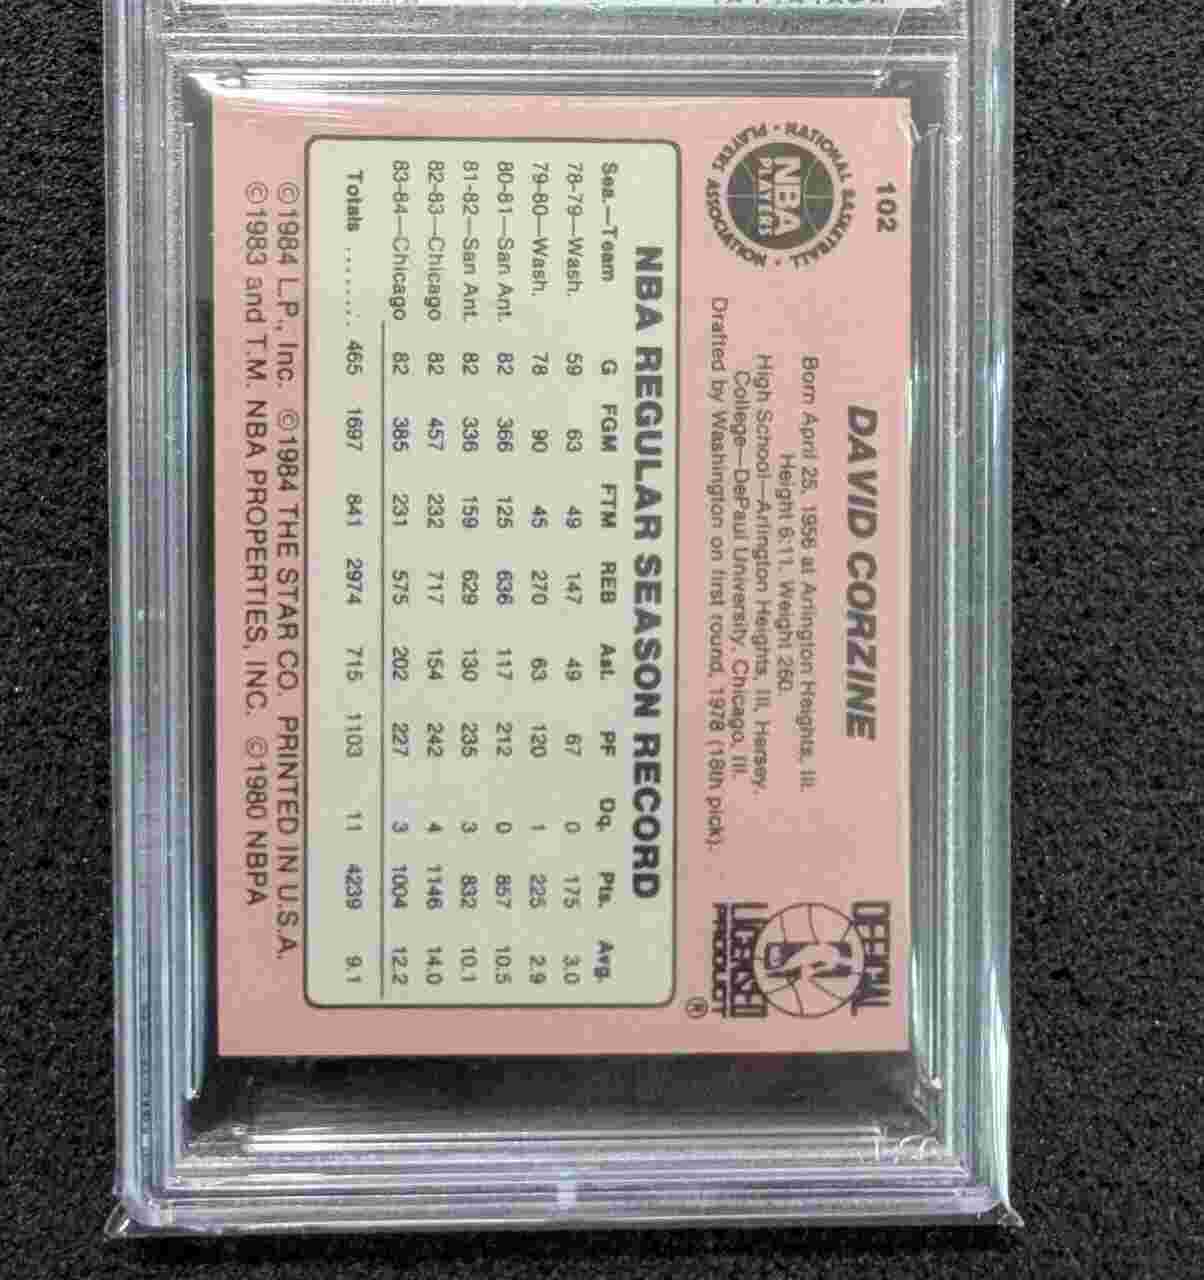 102
NATIONAL BASKETBALL
PLAYERS
ASSOCIATION
NBA
PLAYERS
DAVID CORZINE
Born April 25, 1956 at Arlington Heights, Ill.
Height 6:11. Weight 260.
High School—Arlington Heights, Ill, Hersey.
College—DePaul University, Chicago, Ill.
Drafted by Washington on first round, 1978 (18th pick).
OFFICIAL
LICENSED
PRODUCT
®
NBA REGULAR SEASON RECORD
Sea.—Team G FGM FTM REB Ast. PF Dq. Pts. Avg.
78-79—Wash. 59 63 49 147 49 67 0 175 3.0
79-80—Wash. 78 90 45 270 63 120 1 225 2.9
80-81—San Ant. 82 366 125 636 117 212 0 857 10.5
81-82—San Ant. 82 336 159 629 130 235 3 832 10.1
82-83—Chicago 82 457 232 717 154 242 4 1146 14.0
83-84—Chicago 82 385 231 575 202 227 3 1004 12.2
Totals ....... 465 1697 841 2974 715 1103 11 4239 9.1
©1984 L.P., Inc. ©1984 THE STAR CO. PRINTED IN U.S.A.
©1983 and T.M. NBA PROPERTIES, INC. ©1980 NBPA